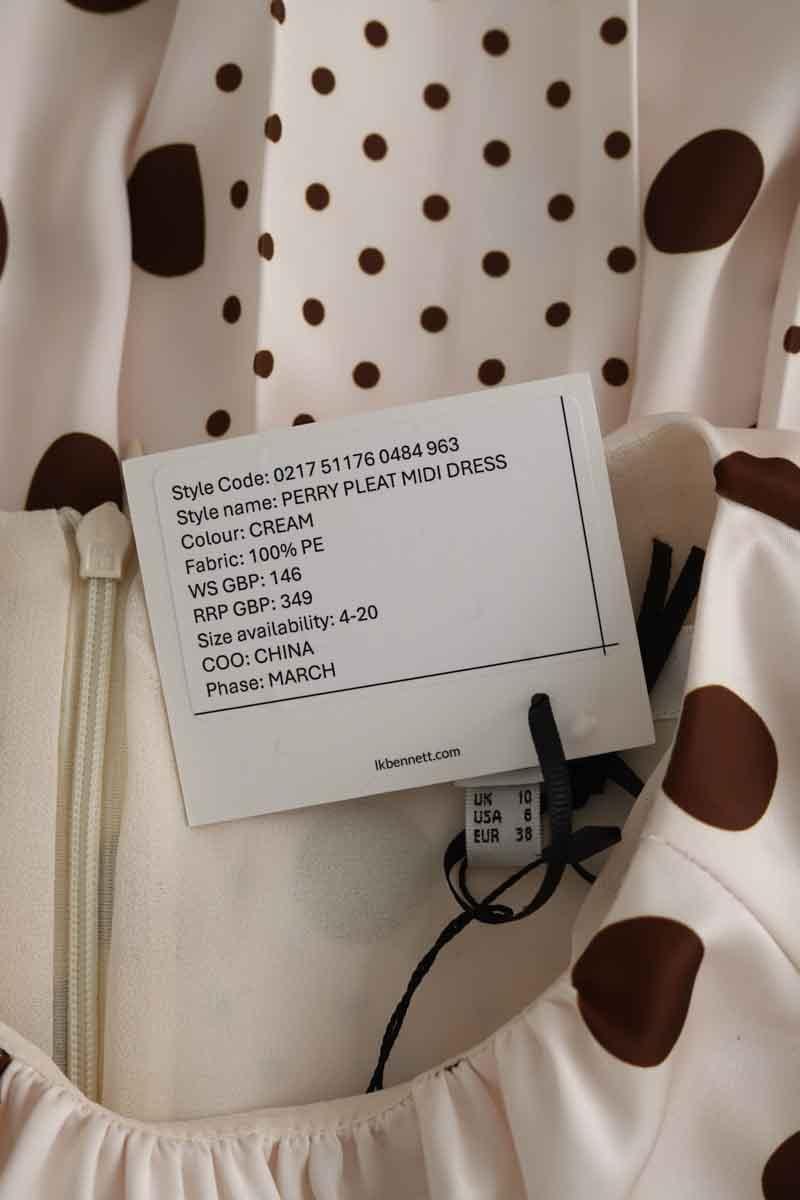 Style Code: 0217 51176 0484 963
Style name: PERRY PLEAT MIDI DRESS
Colour: CREAM
Fabric: 100% PE
WS GBP: 146
RRP GBP: 349
Size availability: 4-20
COO: CHINA
Phase: MARCH
lkbennett.com
UK 10
USA 6
EUR 38